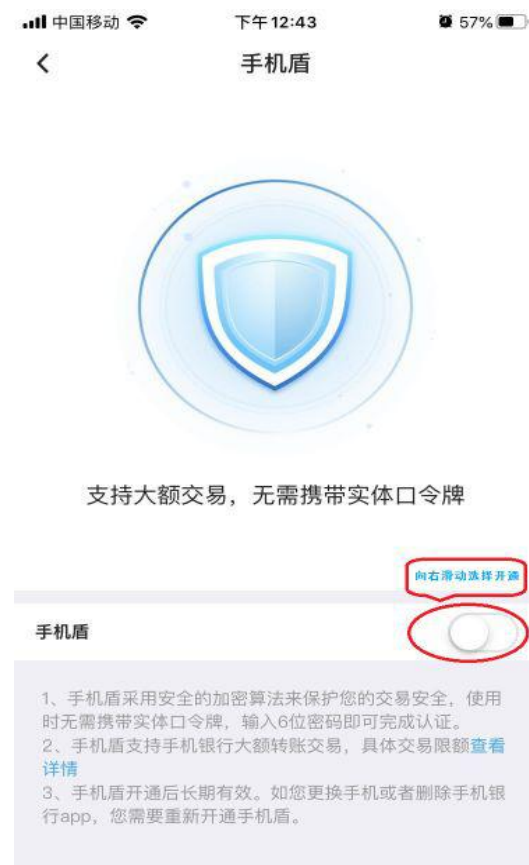 中国移动 下午12:43 57%
手机盾
支持大额交易，无需携带实体口令牌
向右滑动选择开通
手机盾
1、手机盾采用安全的加密算法来保护您的交易安全，使用
时无需携带实体口令牌，输入6位密码即可完成认证。
2、手机盾支持手机银行大额转账交易，具体交易限额查看
详情
3、手机盾开通后长期有效。如您更换手机或者删除手机银
行app，您需要重新开通手机盾。